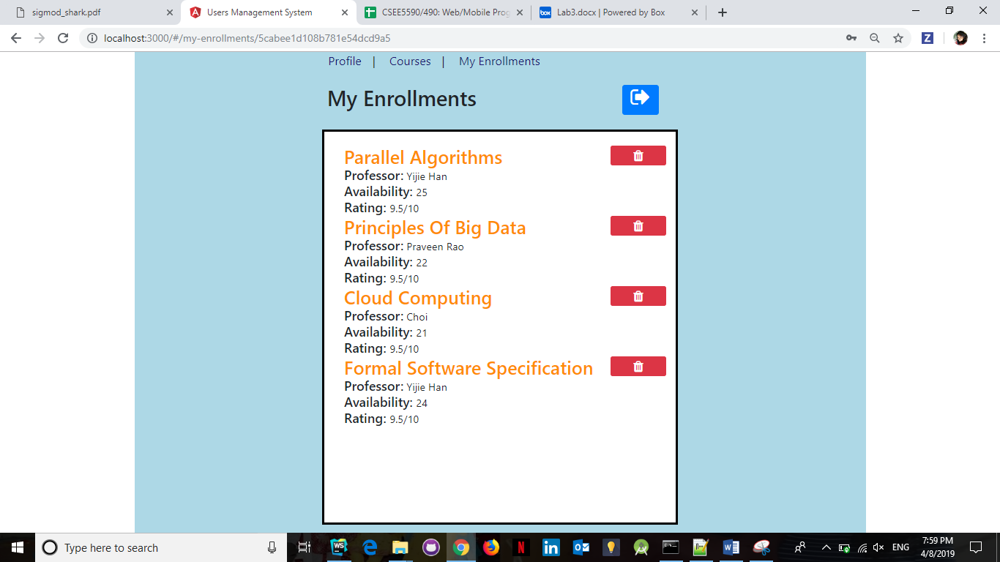 sigmod_shark.pdf
Users Management System
CSEE5590/490: Web/Mobile Prog
box
Lab3.docx | Powered by Box
localhost:3000/#/my-enrollments/5cabee1d108b781e54dcd9a5
Z
Profile | Courses | My Enrollments
My Enrollments
Parallel Algorithms
Professor: Yijie Han
Availability: 25
Rating: 9.5/10
Principles Of Big Data
Professor: Praveen Rao
Availability: 22
Rating: 9.5/10
Cloud Computing
Professor: Choi
Availability: 21
Rating: 9.5/10
Formal Software Specification
Professor: Yijie Han
Availability: 24
Rating: 9.5/10
Type here to search
WS
N
in
ENG
7:59 PM
4/8/2019